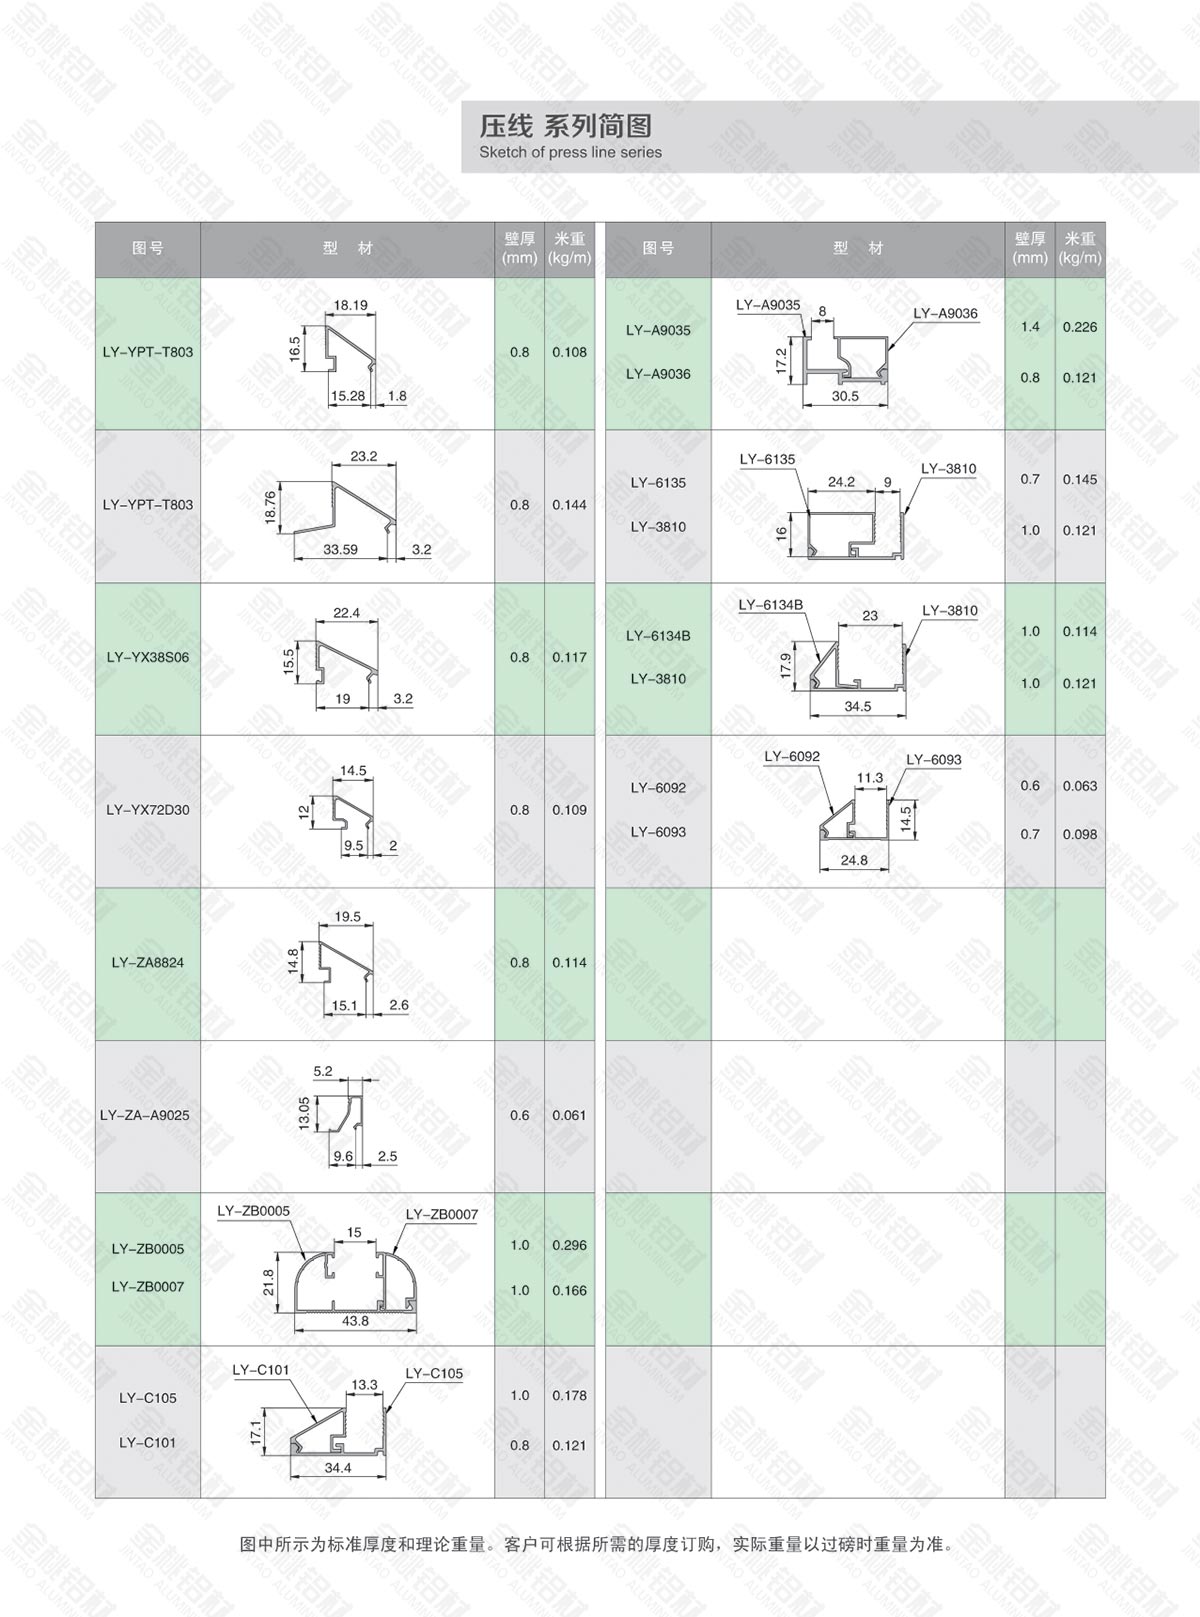 压线 系列简图
Sketch of press line series
图号 型 材 壁厚(mm) 米重(kg/m)
LY-YPT-T803 0.8 0.108
18.19
16.5
15.28 1.8
LY-YPT-T803 0.8 0.144
23.2
18.76
33.59 3.2
LY-YX38S06 0.8 0.117
22.4
15.5
19 3.2
LY-YX72D30 0.8 0.109
14.5
12
9.5 2
LY-ZA8824 0.8 0.114
19.5
14.8
15.1 2.6
LY-ZA-A9025 0.6 0.061
5.2
13.05
9.6 2.5
LY-ZB0005 1.0 0.296
LY-ZB0007 1.0 0.166
LY-ZB0005 LY-ZB0007
15
21.8
43.8
LY-C105 1.0 0.178
LY-C101 0.8 0.121
LY-C101 LY-C105
13.3
17.1
34.4
图号 型 材 壁厚(mm) 米重(kg/m)
LY-A9035 1.4 0.226
LY-A9036 0.8 0.121
LY-A9035 8 LY-A9036
17.2
30.5
LY-6135 0.7 0.145
LY-3810 1.0 0.121
LY-6135 LY-3810
24.2 9
16
LY-6134B 1.0 0.114
LY-3810 1.0 0.121
LY-6134B LY-3810
23
17.9
34.5
LY-6092 0.6 0.063
LY-6093 0.7 0.098
LY-6092 LY-6093
11.3
14.5
24.8
图中所示为标准厚度和理论重量。客户可根据所需的厚度订购，实际重量以过磅时重量为准。
金桃铝材
JINTAO ALUMINIUM